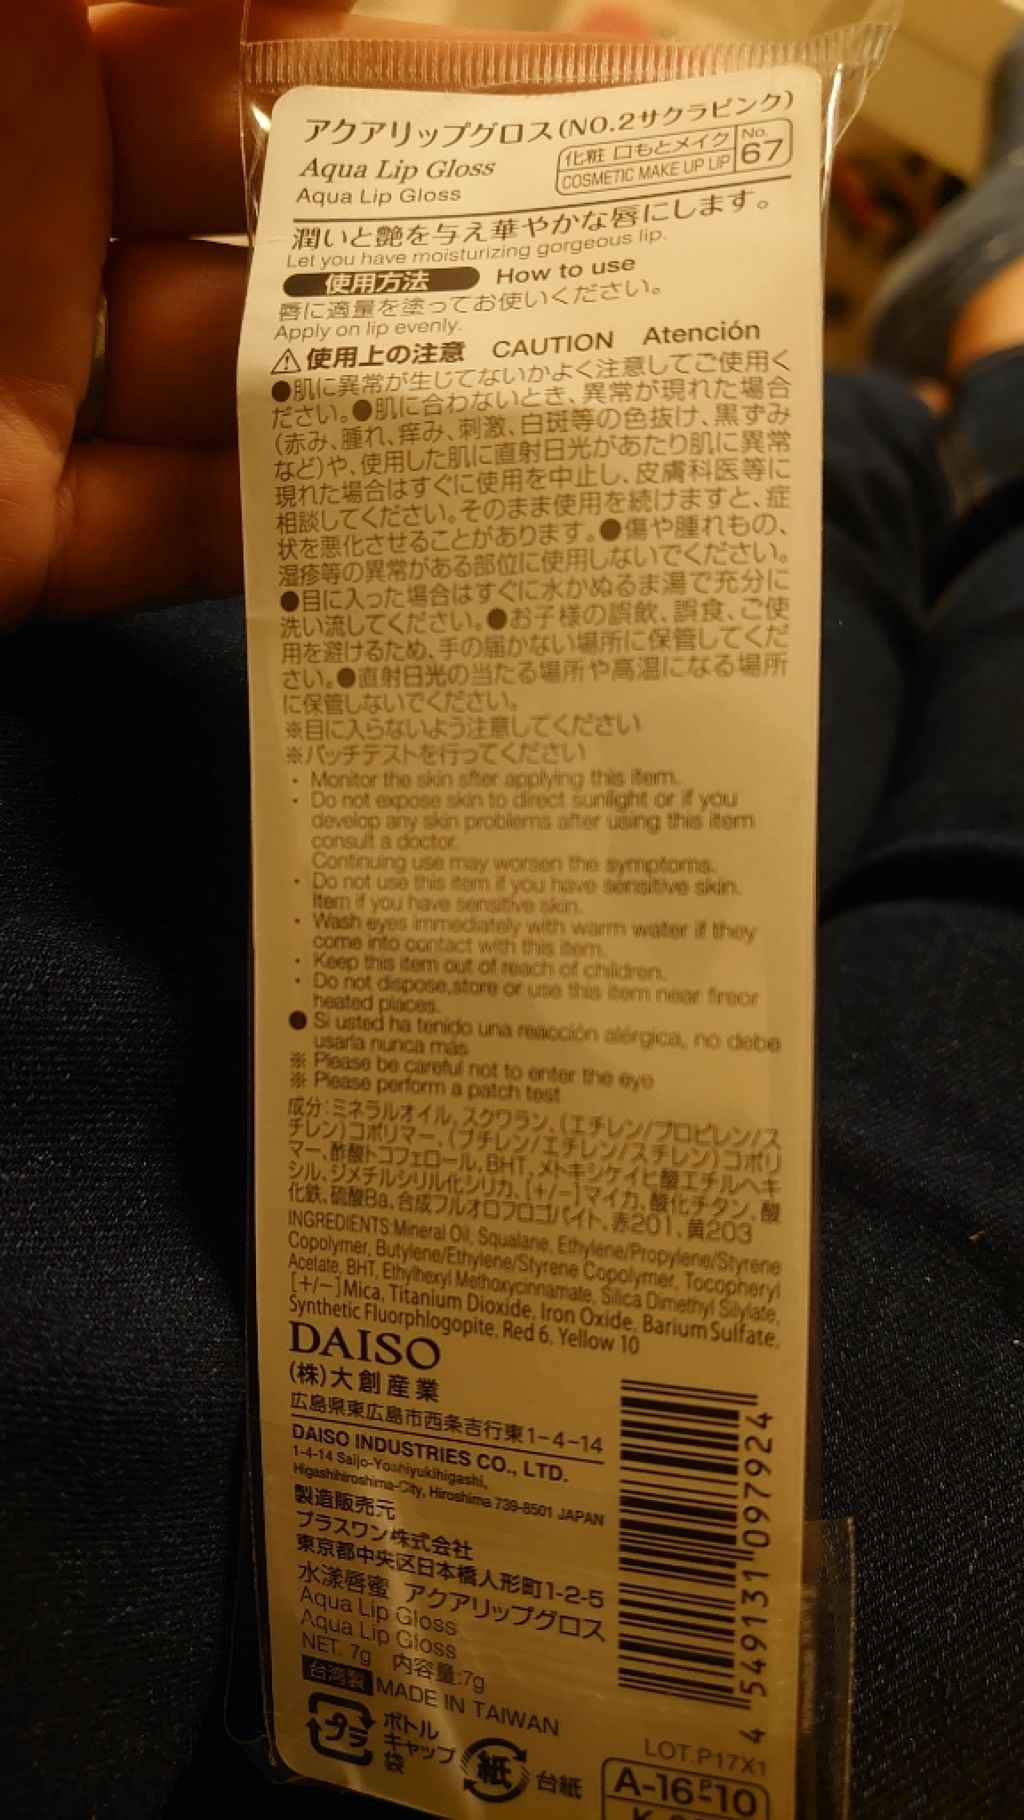 アクアリップグロス(NO.2サクラピンク)
Aqua Lip Gloss
Aqua Lip Gloss
化粧 口もとメイク
COSMETIC MAKE UP LIP
No.
67
潤いと艶を与え華やかな唇にします。
Let you have moisturizing gorgeous lip.
使用方法 How to use
唇に適量を塗ってお使いください。
Apply on lip evenly.
⚠使用上の注意 CAUTION Atención
●肌に異常が生じてないかよく注意してご使用く
ださい。●肌に合わないとき、異常が現れた場合
(赤み、腫れ、痒み、刺激、白斑等の色抜け、黒ずみ
など)や、使用した肌に直射日光があたり肌に異常
現れた場合はすぐに使用を中止し、皮膚科医等に
相談してください。そのまま使用を続けますと、症
状を悪化させることがあります。●傷や腫れもの、
湿疹等の異常がある部位に使用しないでください。
●目に入った場合はすぐに水かぬるま湯で充分に
洗い流してください。●お子様の誤飲、誤食、ご使
用を避けるため、手の届かない場所に保管してくだ
さい。●直射日光の当たる場所や高温になる場所
に保管しないでください。
※目に入らないよう注意してください
※パッチテストを行ってください
・ Monitor the skin sfter applying this item.
・ Do not expose skin to direct sunlight or if you
develop any skin problems after using this item
consult a doctor.
Continuing use may worsen the symptoms.
・ Do not use this item if you have sensitive skin.
Item if you have sensitive skin.
・ Wash eyes immediately with warm water if they
come into contact with this item.
・ Keep this item out of reach of children.
・ Do not dispose,store or use this item near fireor
heated places.
● Si usted ha tenido una reacción alérgica, no debe
usarla nunca más
※ Please be careful not to enter the eye
※ Please perform a patch test
成分：ミネラルオイル、スクワラン、(エチレン/プロピレン/ス
チレン)コポリマー、(ブチレン/エチレン/スチレン)コポリ
マー、酢酸トコフェロール、BHT、メトキシケイヒ酸エチルヘキ
シル、ジメチルシリル化シリカ、[+/−]マイカ、酸化チタン、酸
化鉄、硫酸Ba、合成フルオロフロゴパイト、赤201、黄203
INGREDIENTS:Mineral Oil, Squalane, Ethylene/Propylene/Styrene
Copolymer, Butylene/Ethylene/Styrene Copolymer, Tocopheryl
Acetate, BHT, Ethylhexyl Methoxycinnamate, Silica Dimethyl Silylate,
[+/−]Mica, Titanium Dioxide, Iron Oxide, Barium Sulfate,
Synthetic Fluorphlogopite, Red 6, Yellow 10
DAISO
(株)大創産業
広島県東広島市西条吉行東1-4-14
DAISO INDUSTRIES CO., LTD.
1-4-14 Saijo-Yoshiyukihigashi,
Higashihiroshima-City, Hiroshima 739-8501 JAPAN
製造販売元
プラスワン株式会社
東京都中央区日本橋人形町1-2-5
水漾唇蜜 アクアリップグロス
Aqua Lip Gloss
Aqua Lip Gloss
NET. 7g 内容量:7g
台湾製 MADE IN TAIWAN
4 549131 097924
プラ
ボトル
キャップ
袋
紙
台紙
LOT.P17X1
A-16 P-10